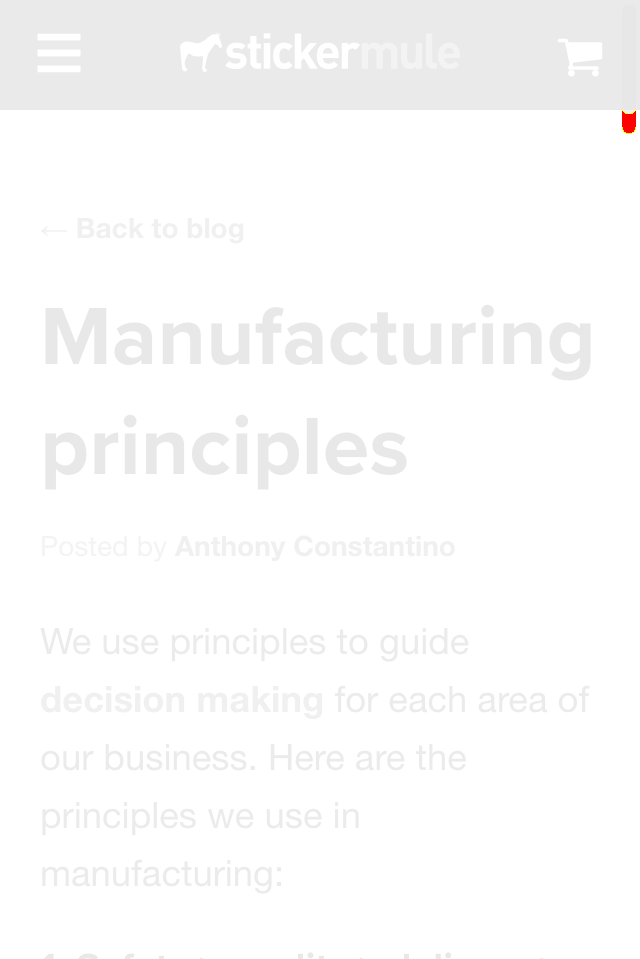 stickermule
← Back to blog
Manufacturing
principles
Posted by Anthony Constantino
We use principles to guide
decision making for each area of
our business. Here are the
principles we use in
manufacturing: